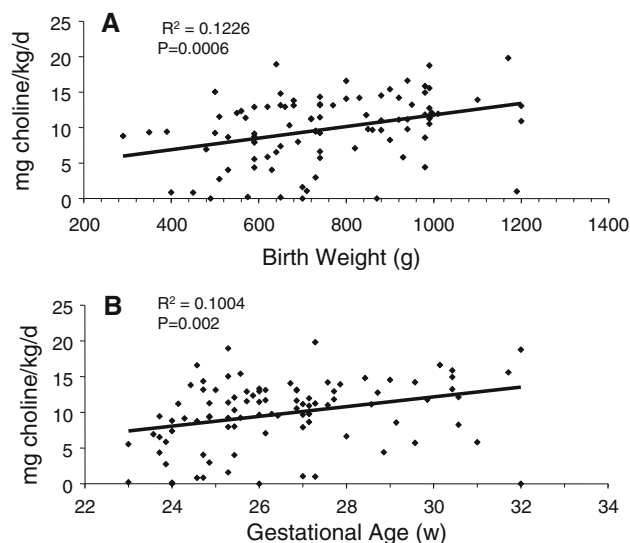 A
R² = 0.1226
P=0.0006
mg choline/kg/d
25
20
15
10
5
0
200 400 600 800 1000 1200 1400
Birth Weight (g)
B
R² = 0.1004
P=0.002
mg choline/kg/d
25
20
15
10
5
0
22 24 26 28 30 32 34
Gestational Age (w)